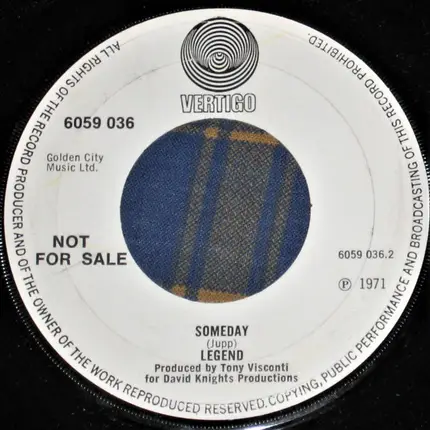 ALL RIGHTS OF THE RECORD PRODUCER AND OF THE OWNER OF THE WORK REPRODUCED RESERVED. COPYING, PUBLIC PERFORMANCE AND BROADCASTING OF THIS RECORD PROHIBITED.
VERTIGO
6059 036
Golden City
Music Ltd.
NOT
FOR SALE
6059 036.2
Ⓟ 1971
SOMEDAY
(Jupp)
LEGEND
Produced by Tony Visconti
for David Knights Productions